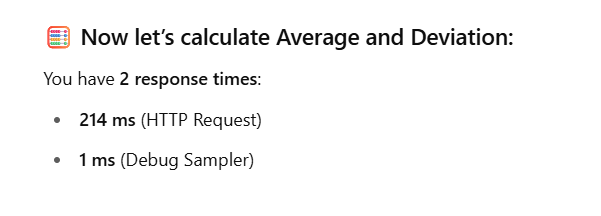 Now let's calculate Average and Deviation:
You have 2 response times:
• 214 ms (HTTP Request)
• 1 ms (Debug Sampler)